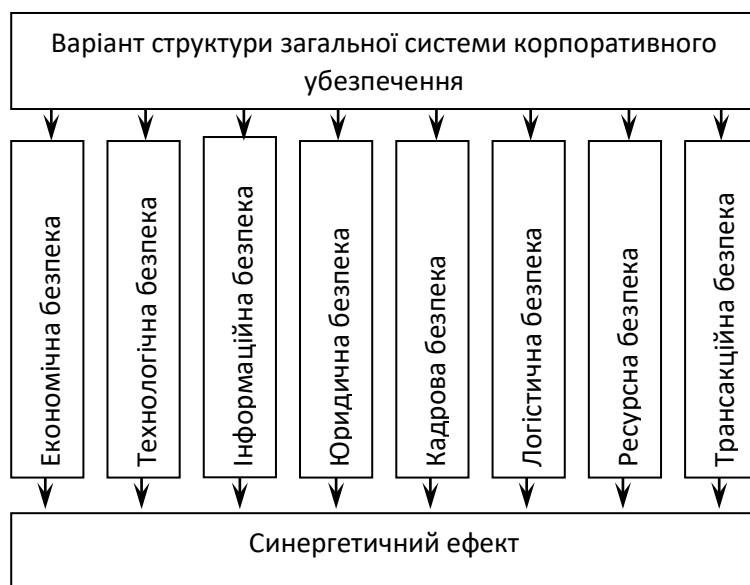 Варіант структури загальної системи корпоративного
убезпечення
Економічна безпека
Технологічна безпека
Інформаційна безпека
Юридична безпека
Кадрова безпека
Логістична безпека
Ресурсна безпека
Трансакційна безпека
Синергетичний ефект